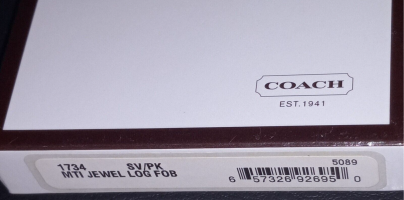 COACH
EST. 1941
1734 SV/PK 5089
MTI JEWEL LOG FOB
6 57326 92695 0